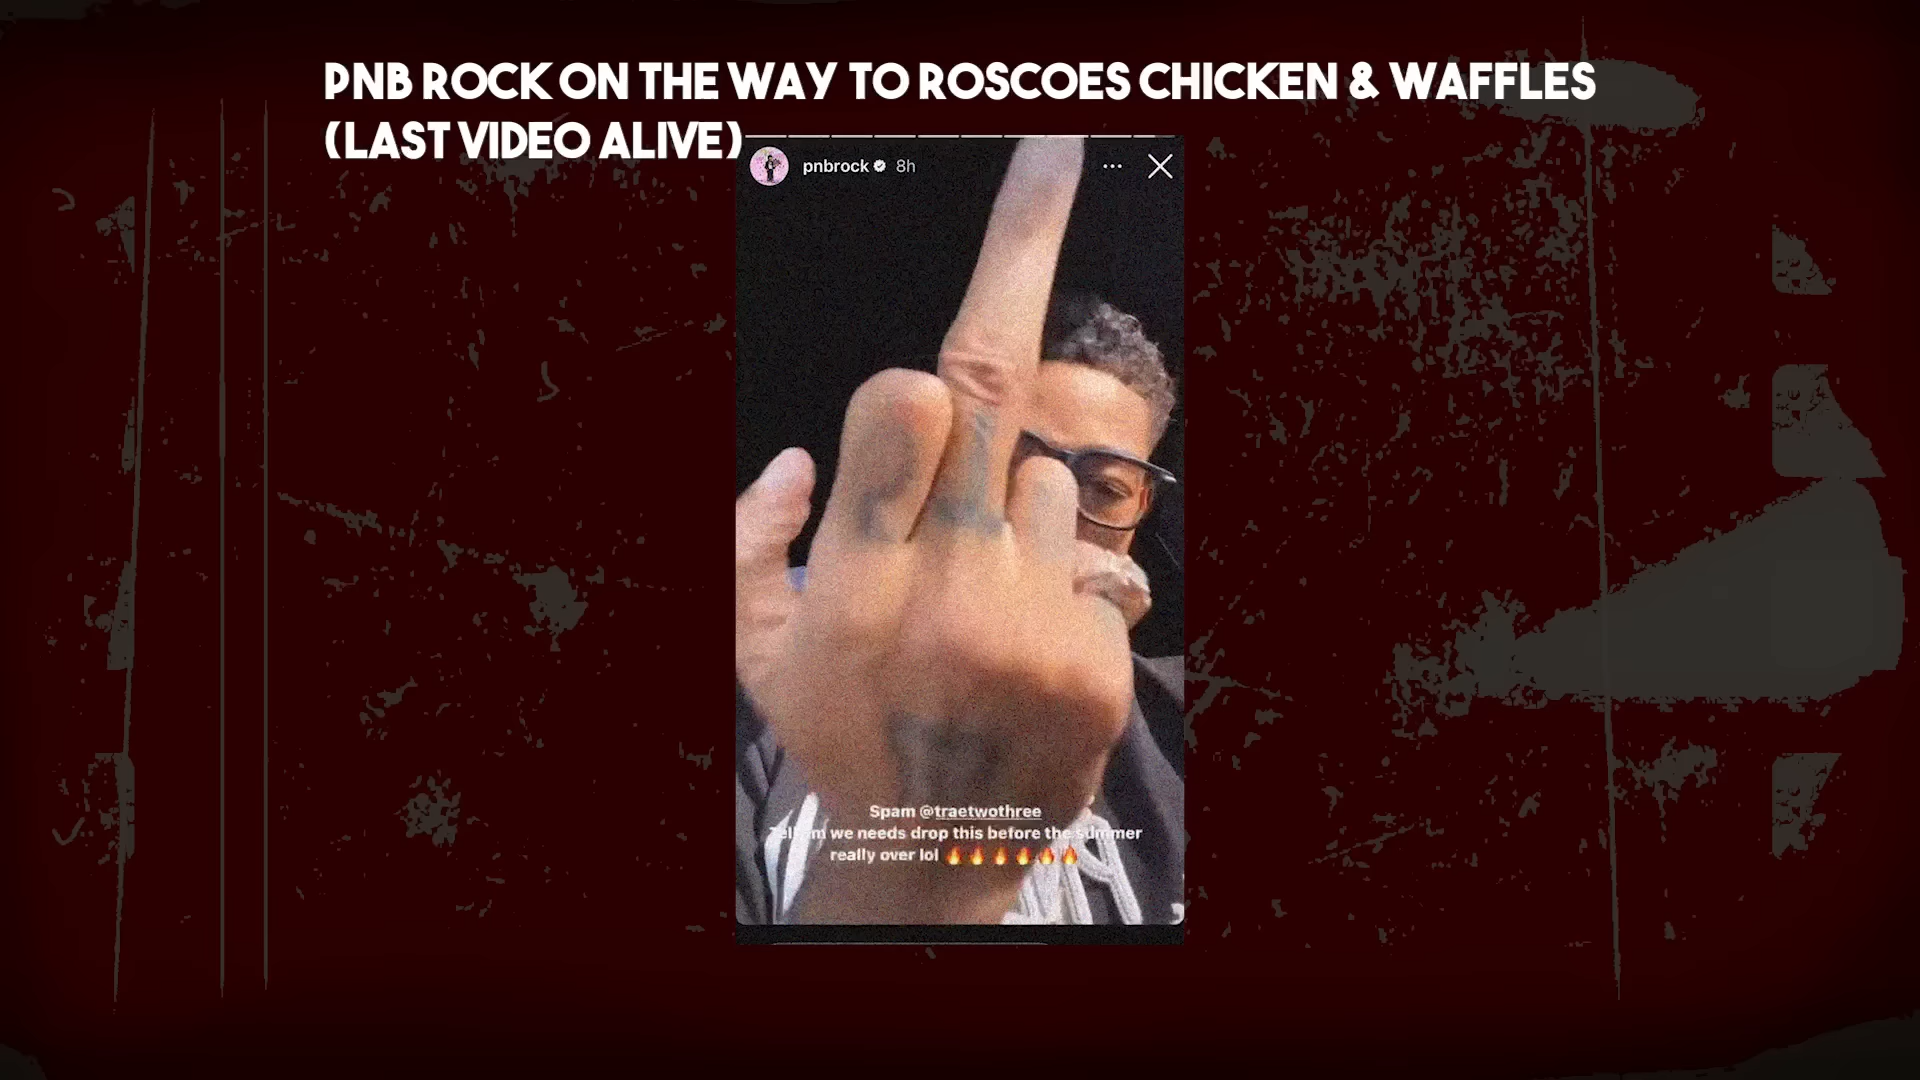 PNB ROCK ON THE WAY TO ROSCOES CHICKEN & WAFFLES
(LAST VIDEO ALIVE)
pnbrock 8h
Spam @traetwothree
we needs drop this before the summer
really over lol 🔥🔥🔥🔥🔥🔥